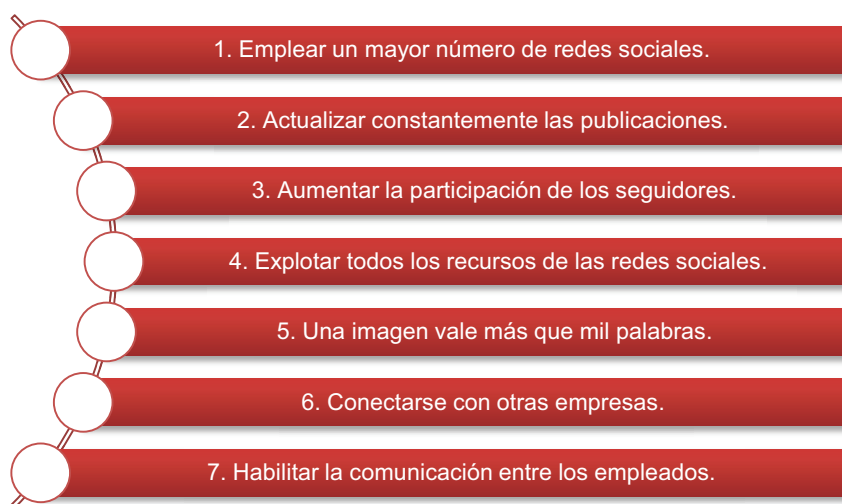 1. Emplear un mayor número de redes sociales.
2. Actualizar constantemente las publicaciones.
3. Aumentar la participación de los seguidores.
4. Explotar todos los recursos de las redes sociales.
5. Una imagen vale más que mil palabras.
6. Conectarse con otras empresas.
7. Habilitar la comunicación entre los empleados.